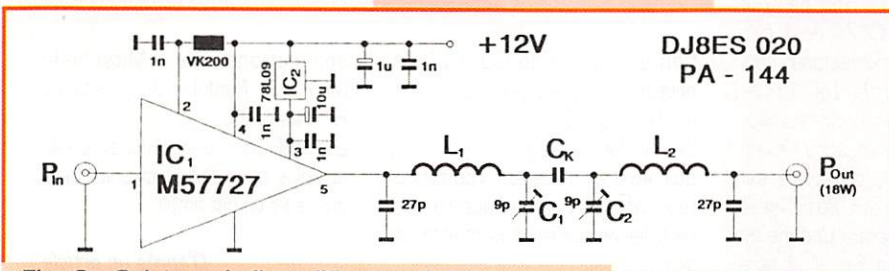 +12V
DJ8ES 020
PA - 144
1n
VK200
78L09
IC2
10u
1u
1n
2
4
1n
3
1n
PIn
1
IC1
M57727
5
L1
CK
L2
POut
(18W)
27p
9p
C1
9p
C2
27p